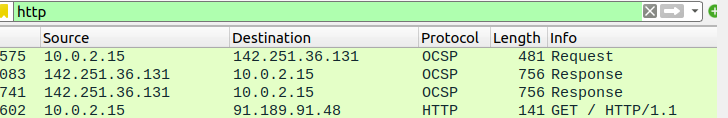 http
Source Destination Protocol Length Info
575 10.0.2.15 142.251.36.131 OCSP 481 Request
083 142.251.36.131 10.0.2.15 OCSP 756 Response
741 142.251.36.131 10.0.2.15 OCSP 756 Response
602 10.0.2.15 91.189.91.48 HTTP 141 GET / HTTP/1.1